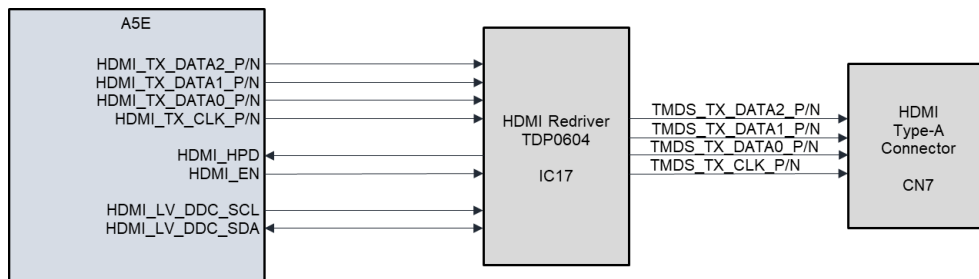 A5E
HDMI_TX_DATA2_P/N
HDMI_TX_DATA1_P/N
HDMI_TX_DATA0_P/N
HDMI_TX_CLK_P/N
HDMI_HPD
HDMI_EN
HDMI_LV_DDC_SCL
HDMI_LV_DDC_SDA
HDMI Redriver
TDP0604
IC17
TMDS_TX_DATA2_P/N
TMDS_TX_DATA1_P/N
TMDS_TX_DATA0_P/N
TMDS_TX_CLK_P/N
HDMI
Type-A
Connector
CN7